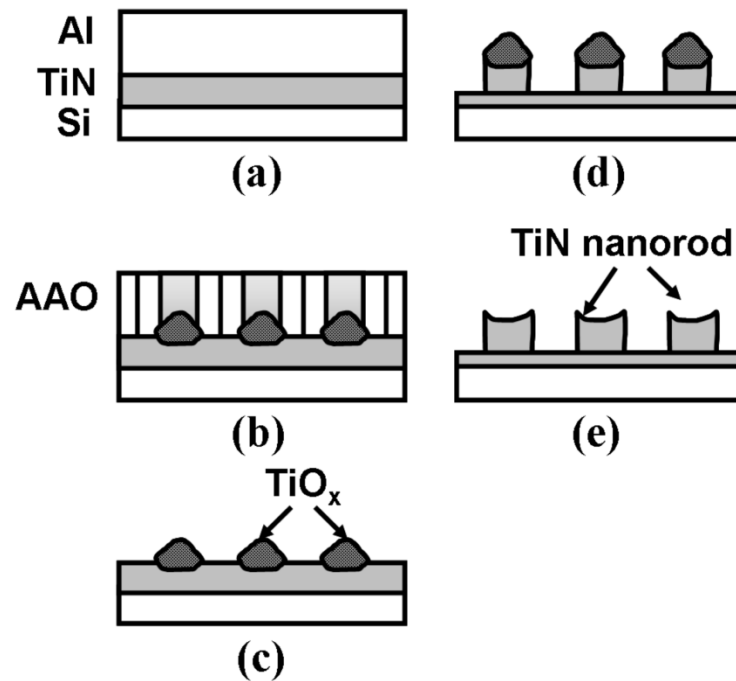 Al
TiN
Si
(a)
(d)
AAO
(b)
TiN nanorod
(e)
TiOx
(c)